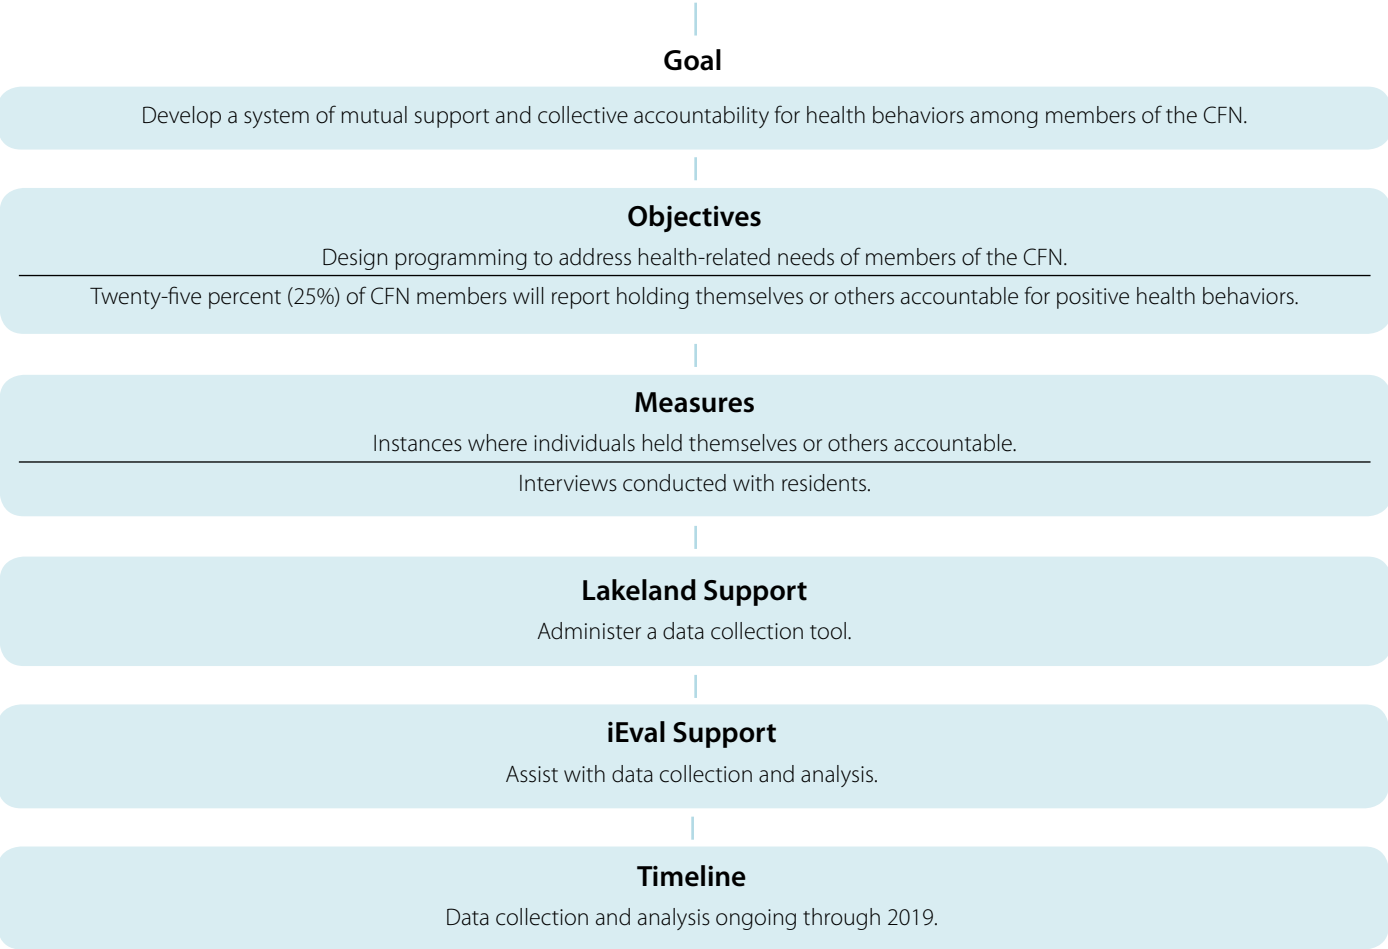 Goal
Develop a system of mutual support and collective accountability for health behaviors among members of the CFN.
Objectives
Design programming to address health-related needs of members of the CFN.
Twenty-five percent (25%) of CFN members will report holding themselves or others accountable for positive health behaviors.
Measures
Instances where individuals held themselves or others accountable.
Interviews conducted with residents.
Lakeland Support
Administer a data collection tool.
iEval Support
Assist with data collection and analysis.
Timeline
Data collection and analysis ongoing through 2019.